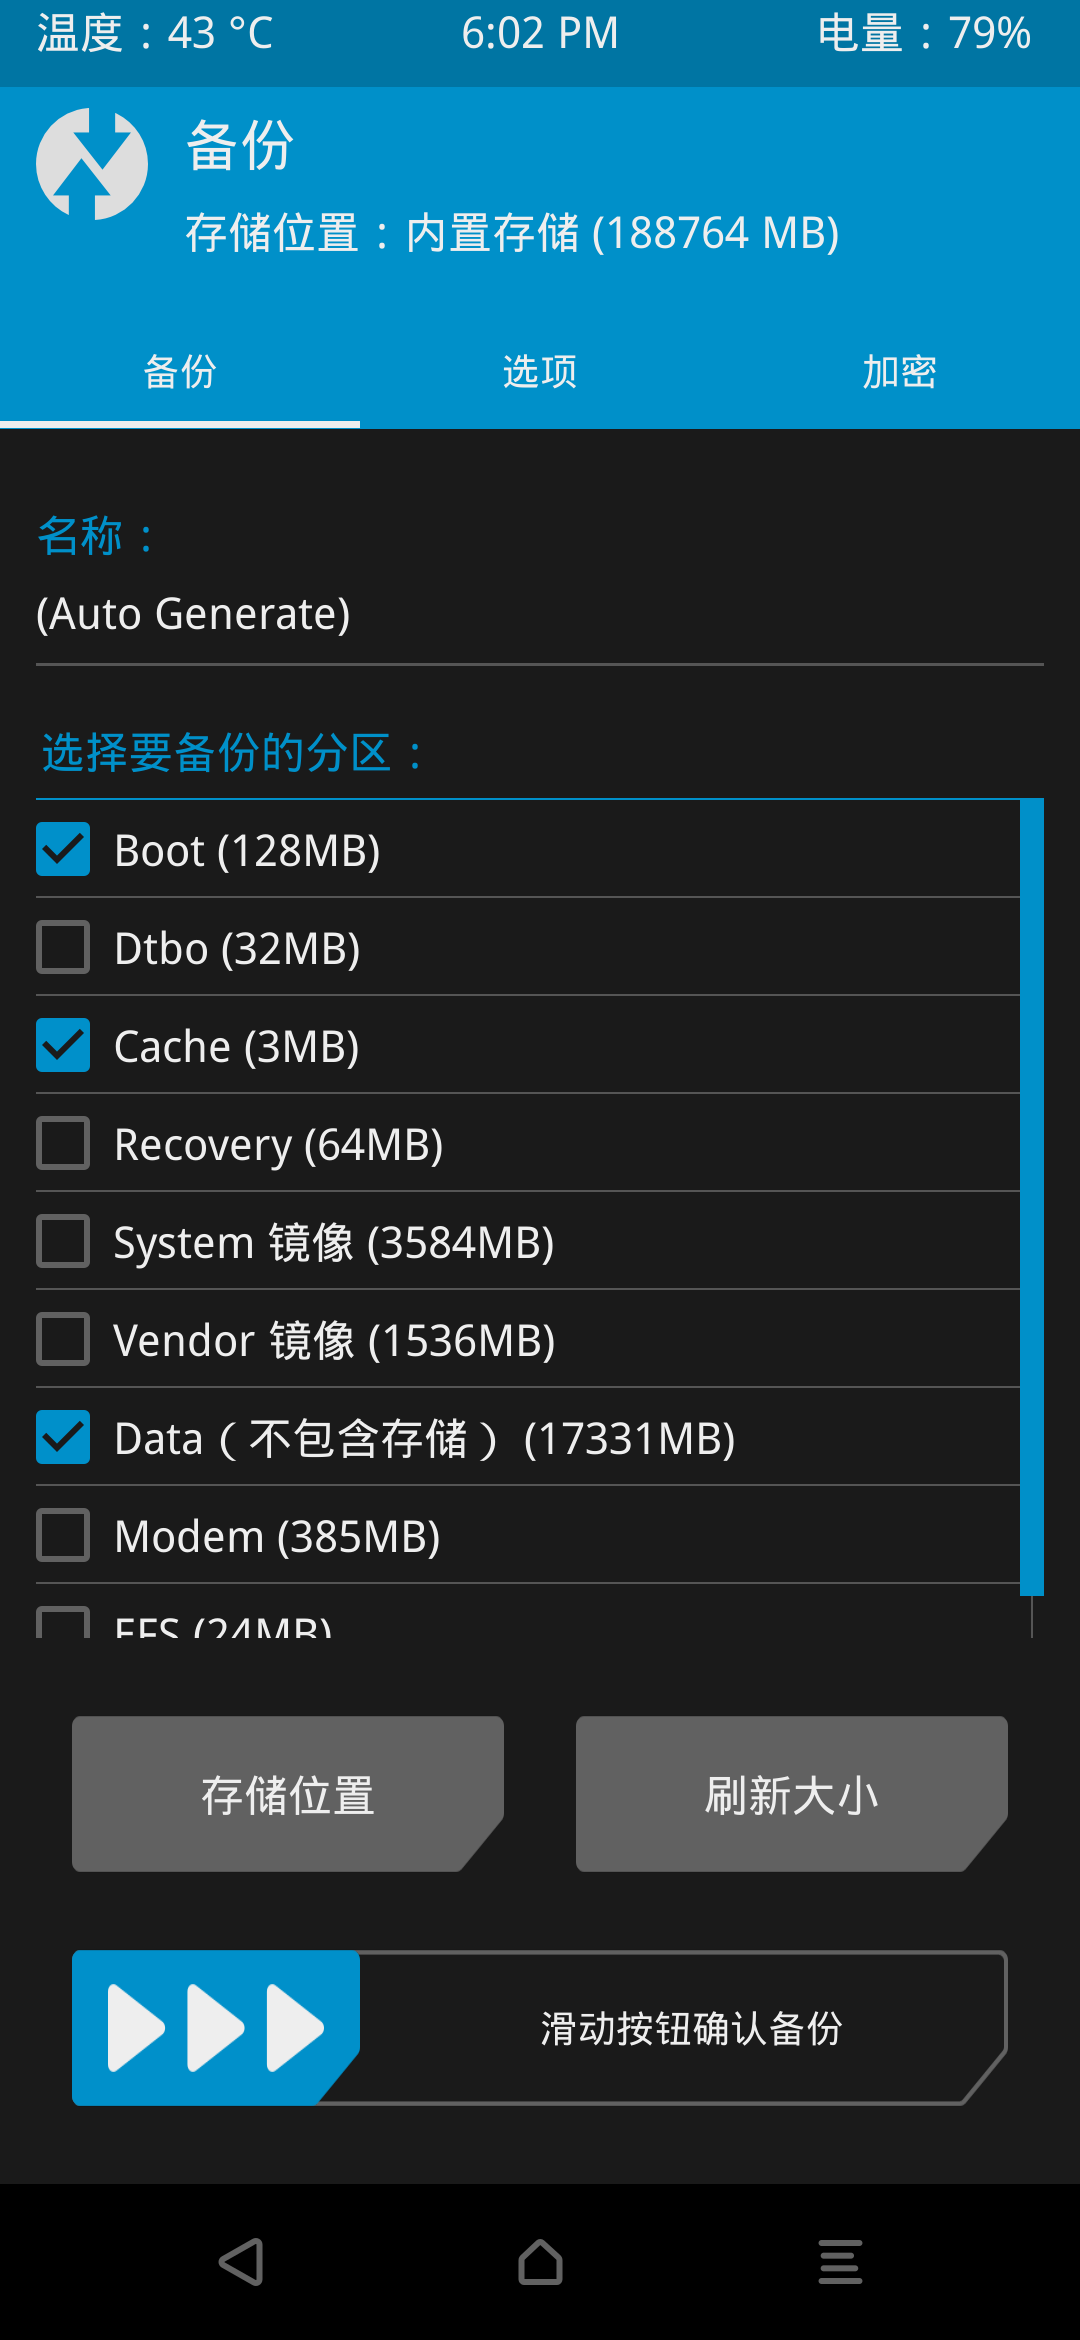 温度：43 °C 6:02 PM 电量：79%
备份
存储位置：内置存储 (188764 MB)
备份 选项 加密
名称：
(Auto Generate)
选择要备份的分区：
Boot (128MB)
Dtbo (32MB)
Cache (3MB)
Recovery (64MB)
System 镜像 (3584MB)
Vendor 镜像 (1536MB)
Data（不包含存储） (17331MB)
Modem (385MB)
EFS (24MB)
存储位置 刷新大小
滑动按钮确认备份